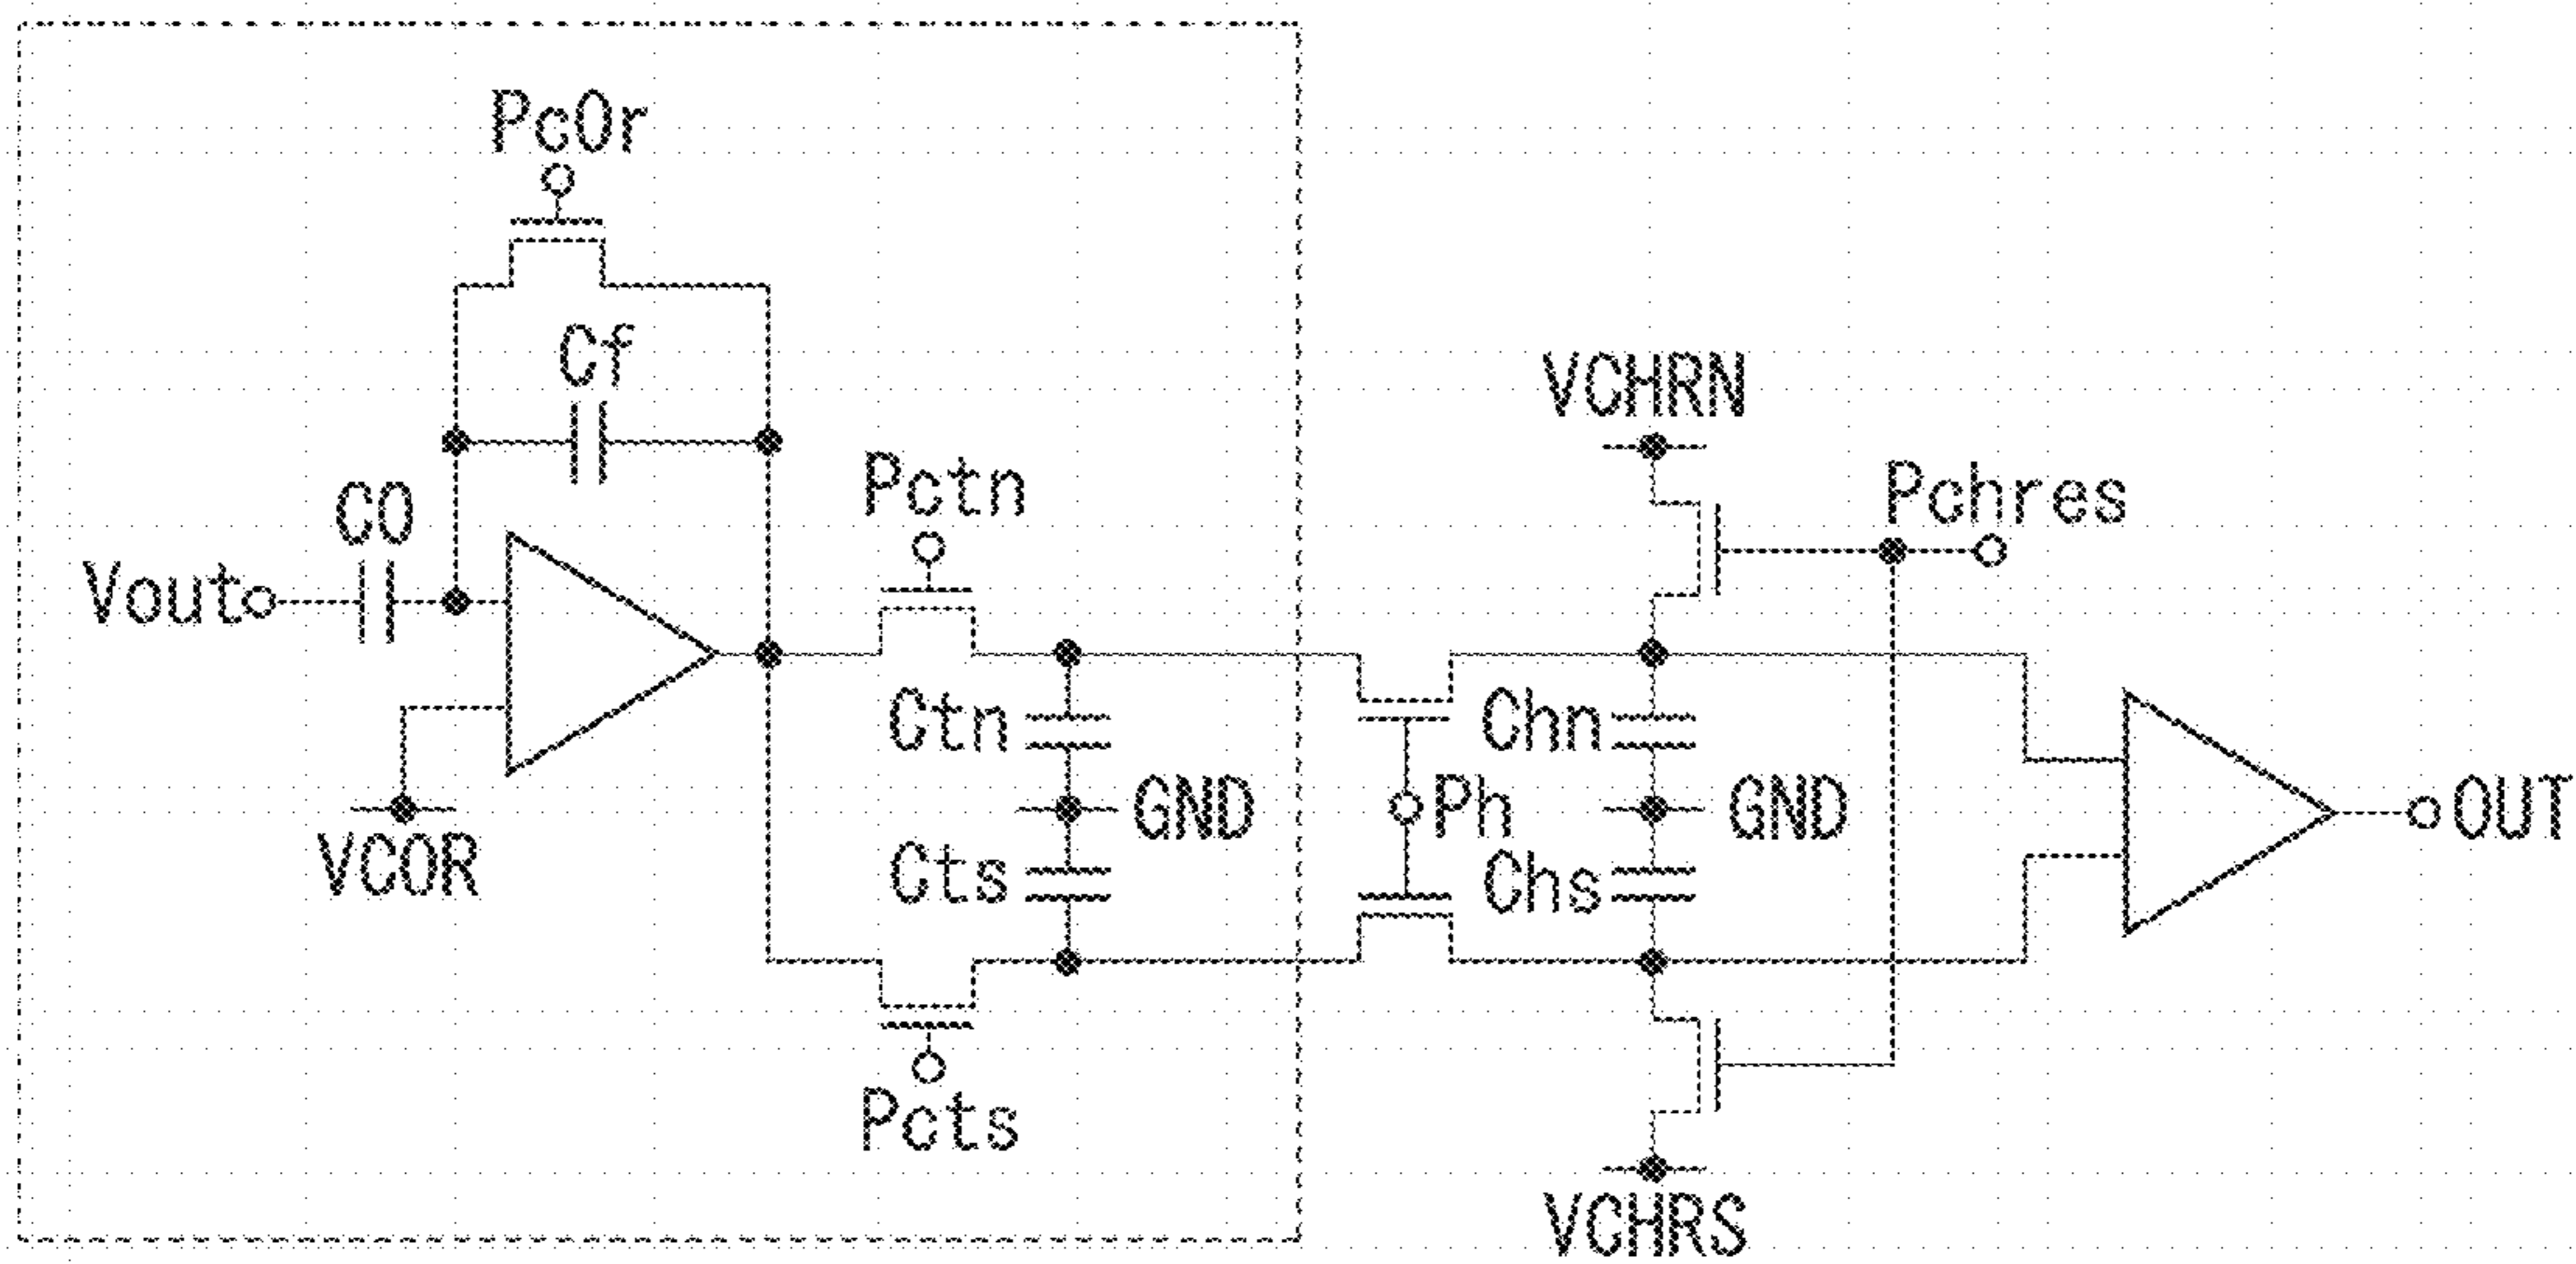 Pc0r
Cf
VCHRN
Pctn
Pchres
C0
Vout
Ctn
Chn
GND
Ph
GND
OUT
VC0R
Cts
Chs
Pcts
VCHRS